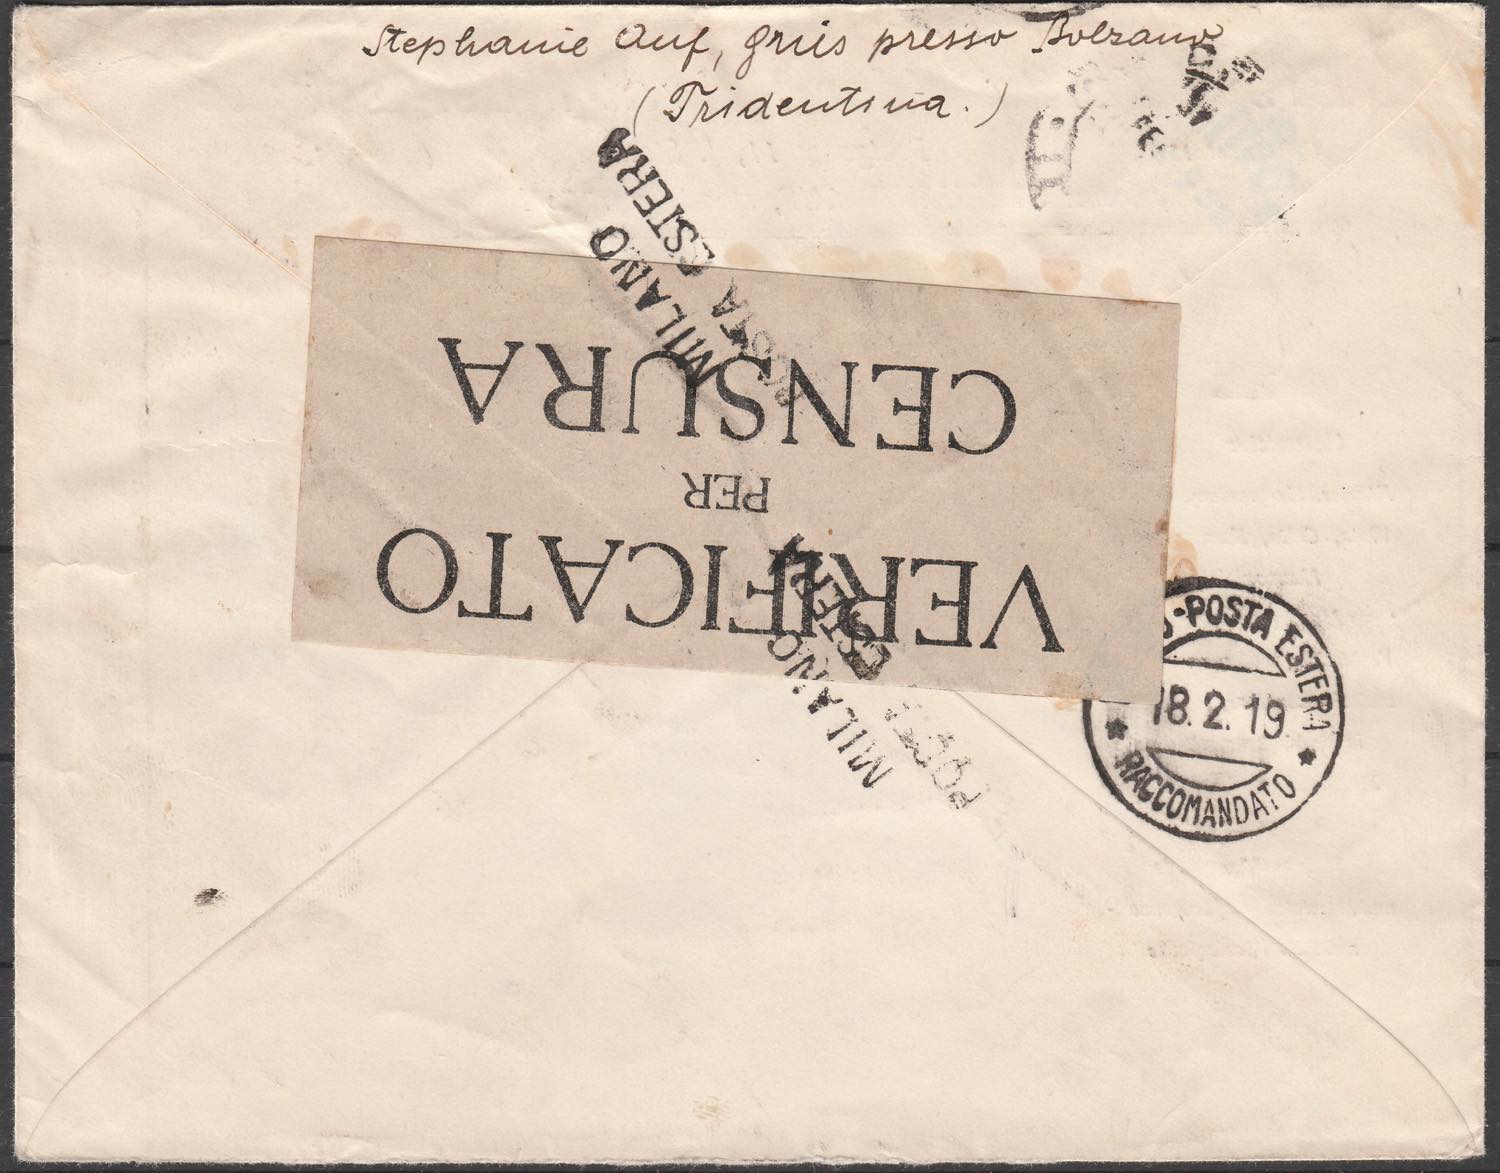 Stephanie Auf, Gries presso Bolzano
(Tridentina.)
MILANO
POSTA ESTERA
VERIFICATO
PER
CENSURA
MILANO
POSTA ESTERA
-POSTA ESTERA
18.2.19
RACCOMANDATO